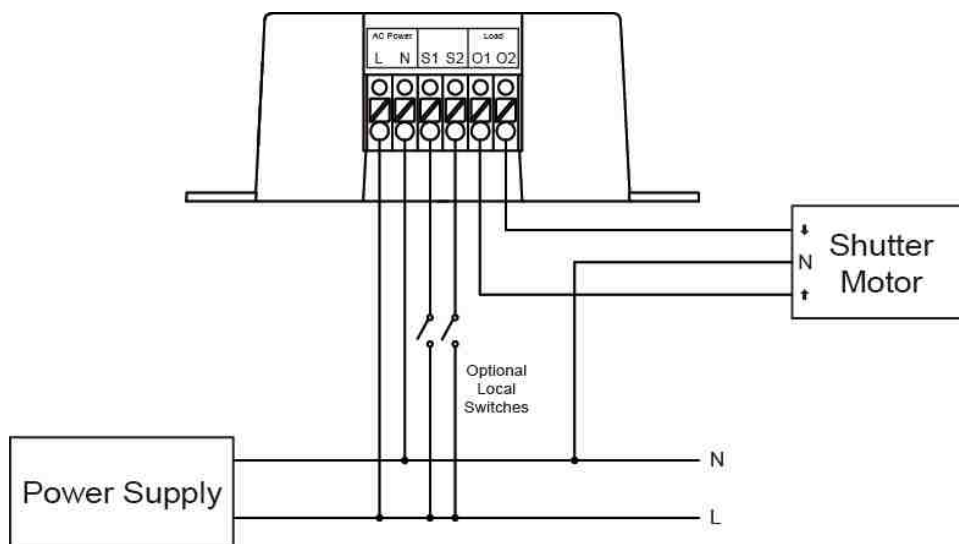 AC Power Load
L N S1 S2 O1 O2
Shutter
N
Motor
Optional
Local
Switches
N
Power Supply
L